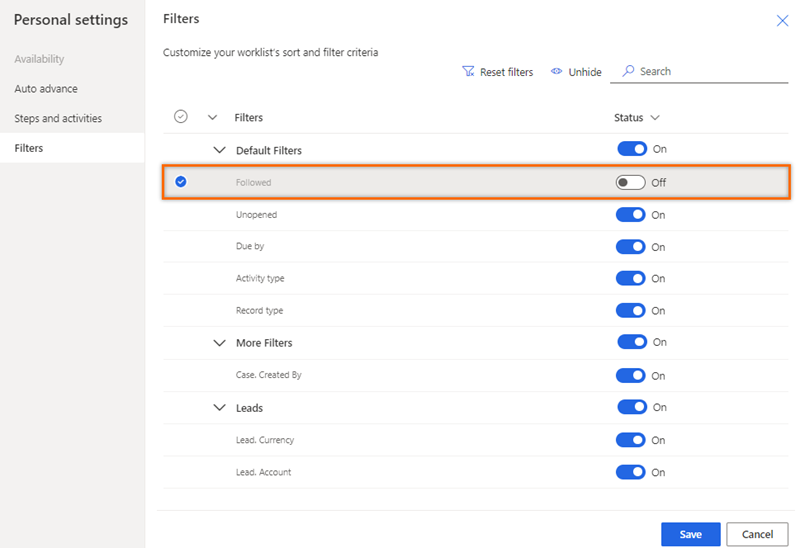 Personal settings
Availability
Auto advance
Steps and activities
Filters
Filters
Customize your worklist's sort and filter criteria
Reset filters Unhide Search
Filters Status
Default Filters On
Followed Off
Unopened On
Due by On
Activity type On
Record type On
More Filters On
Case. Created By On
Leads On
Lead. Currency On
Lead. Account On
Save Cancel